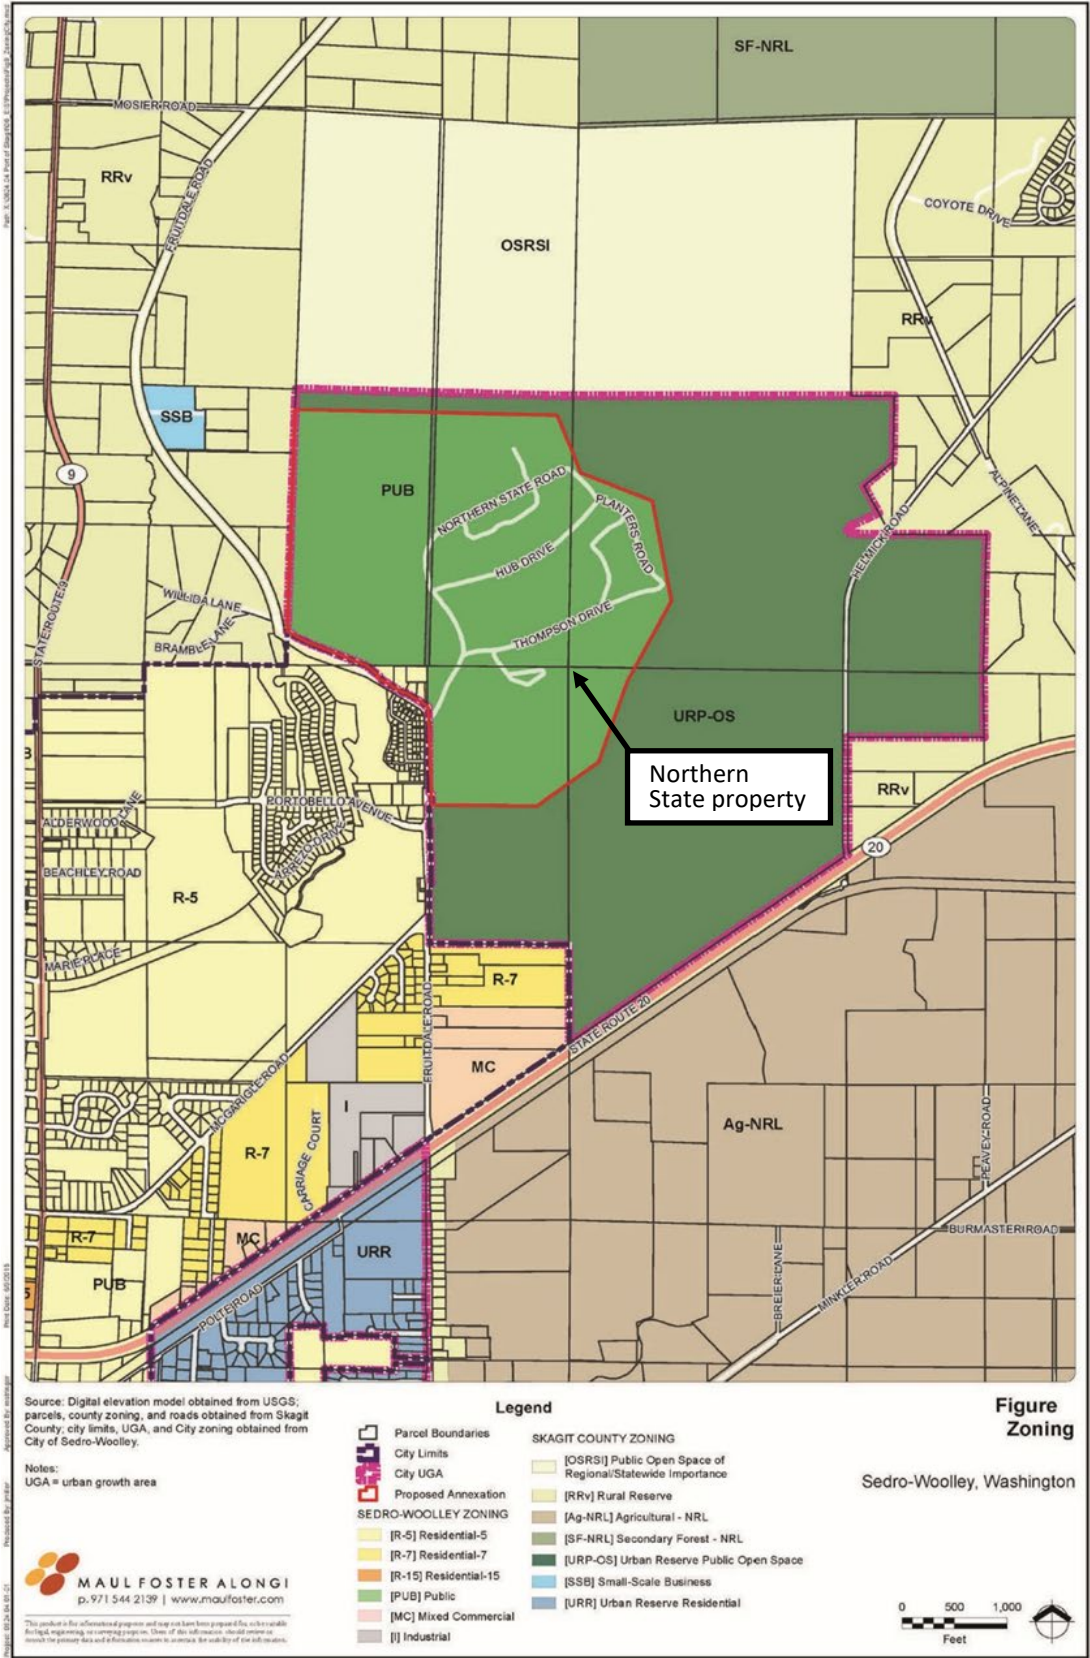 SF-NRL
MOSIER ROAD
RRv
FRUITDALE ROAD
COYOTE DRIVE
OSRSI
RRv
SSB
9
PUB
NORTHERN STATE ROAD
PLANTERS ROAD
ALPINE LANE
HUB DRIVE
HELMICK ROAD
STATE ROUTE 9
WILLIDA LANE
THOMPSON DRIVE
BRAMBLE LANE
URP-OS
Northern
State property
RRv
PORTOBELLO AVENUE
ALDERWOOD LANE
ARREZO DRIVE
20
BEACHLEY ROAD
R-5
MARIE PLACE
R-7
FRUITDALE ROAD
STATE ROUTE 20
MC
MCGARIGLE ROAD
I
CARRIAGE COURT
Ag-NRL
PEAVEY ROAD
R-7
R-7
MC
URR
BURMASTER ROAD
PUB
POLTE ROAD
BREIER LANE
MINKLER ROAD
Source: Digital elevation model obtained from USGS;
parcels, county zoning, and roads obtained from Skagit
County; city limits, UGA, and City zoning obtained from
City of Sedro-Woolley.
Notes:
UGA = urban growth area
MAUL FOSTER ALONGI
p. 971 544 2139 | www.maulfoster.com
Legend
Parcel Boundaries
City Limits
City UGA
Proposed Annexation
SEDRO-WOOLLEY ZONING
[R-5] Residential-5
[R-7] Residential-7
[R-15] Residential-15
[PUB] Public
[MC] Mixed Commercial
[I] Industrial
SKAGIT COUNTY ZONING
[OSRSI] Public Open Space of
Regional/Statewide Importance
[RRv] Rural Reserve
[Ag-NRL] Agricultural - NRL
[SF-NRL] Secondary Forest - NRL
[URP-OS] Urban Reserve Public Open Space
[SSB] Small-Scale Business
[URR] Urban Reserve Residential
Figure
Zoning
Sedro-Woolley, Washington
0 500 1,000
Feet